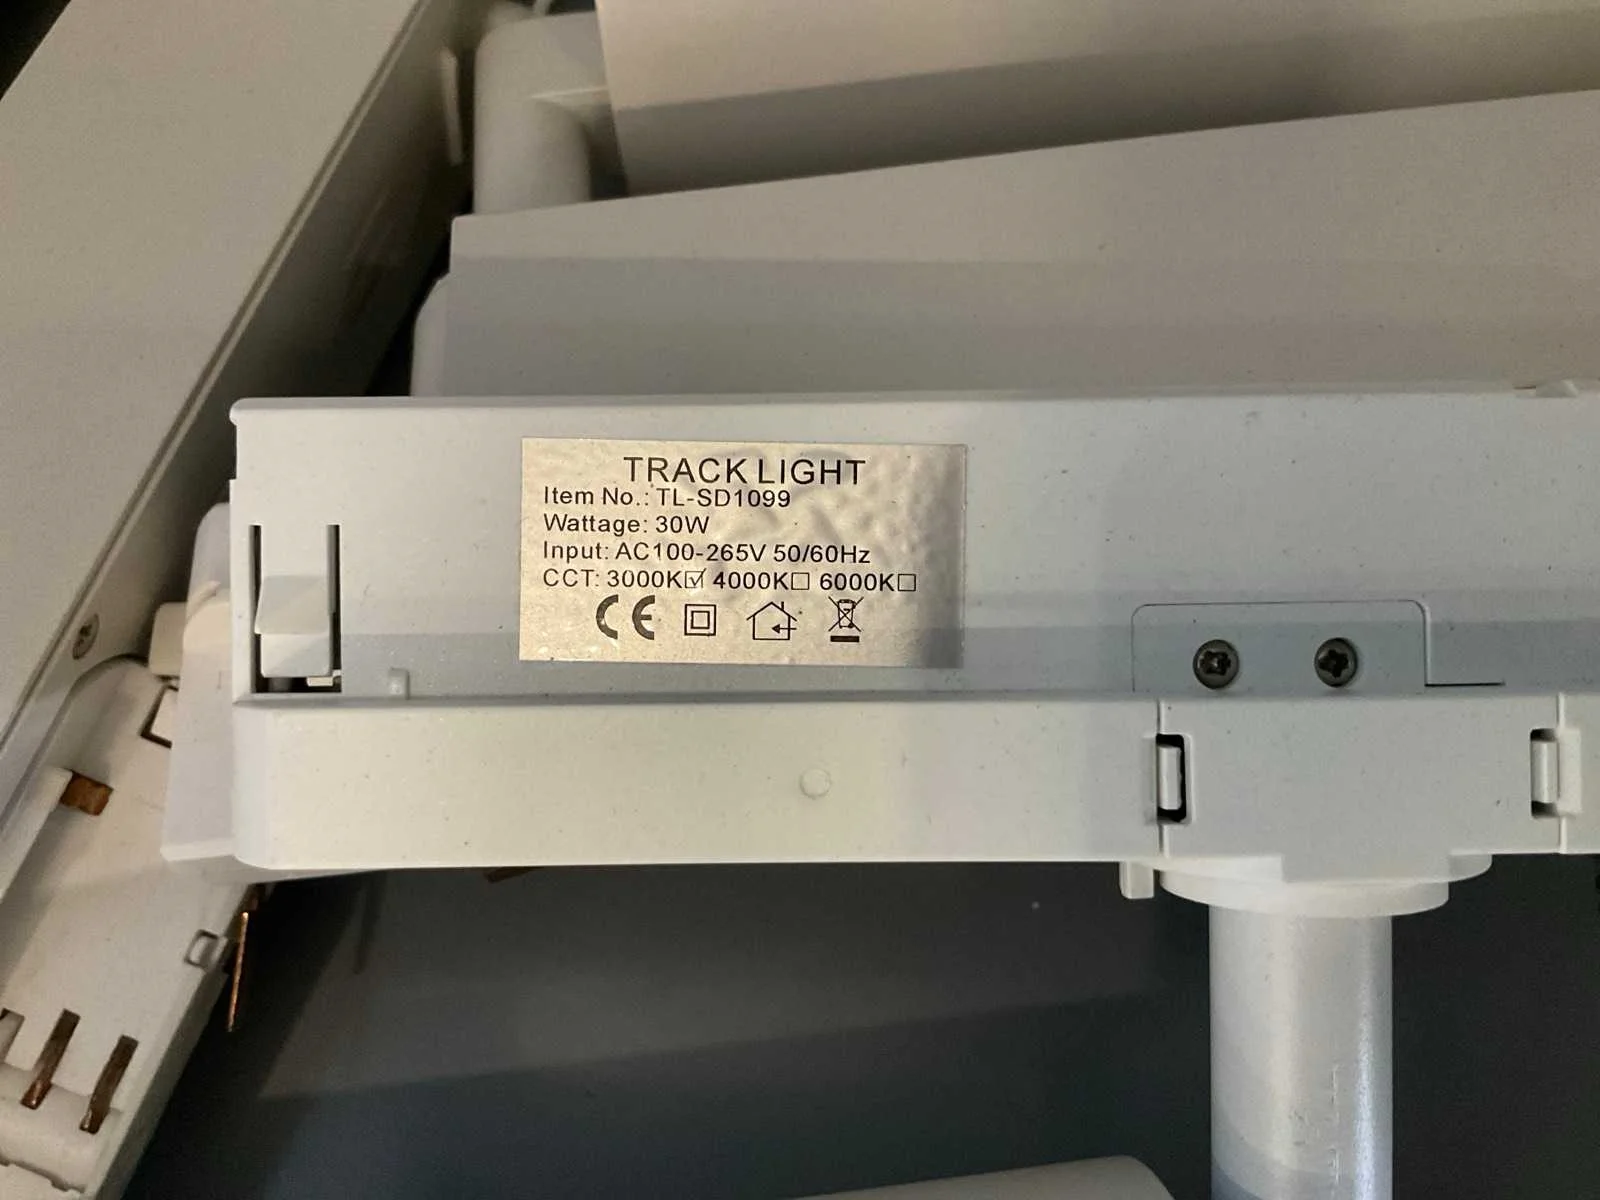 TRACK LIGHT
Item No.: TL-SD1099
Wattage: 30W
Input: AC100-265V 50/60Hz
CCT: 3000K☑ 4000K☐ 6000K☐
CE